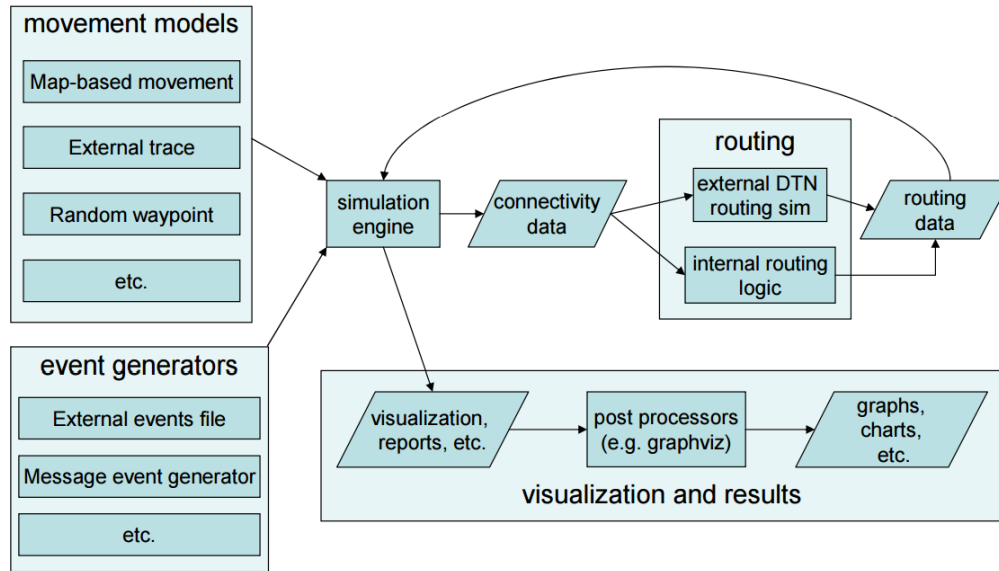 movement models
Map-based movement
External trace
Random waypoint
etc.
event generators
External events file
Message event generator
etc.
simulation
engine
connectivity
data
routing
external DTN
routing sim
internal routing
logic
routing
data
visualization,
reports, etc.
post processors
(e.g. graphviz)
graphs,
charts,
etc.
visualization and results